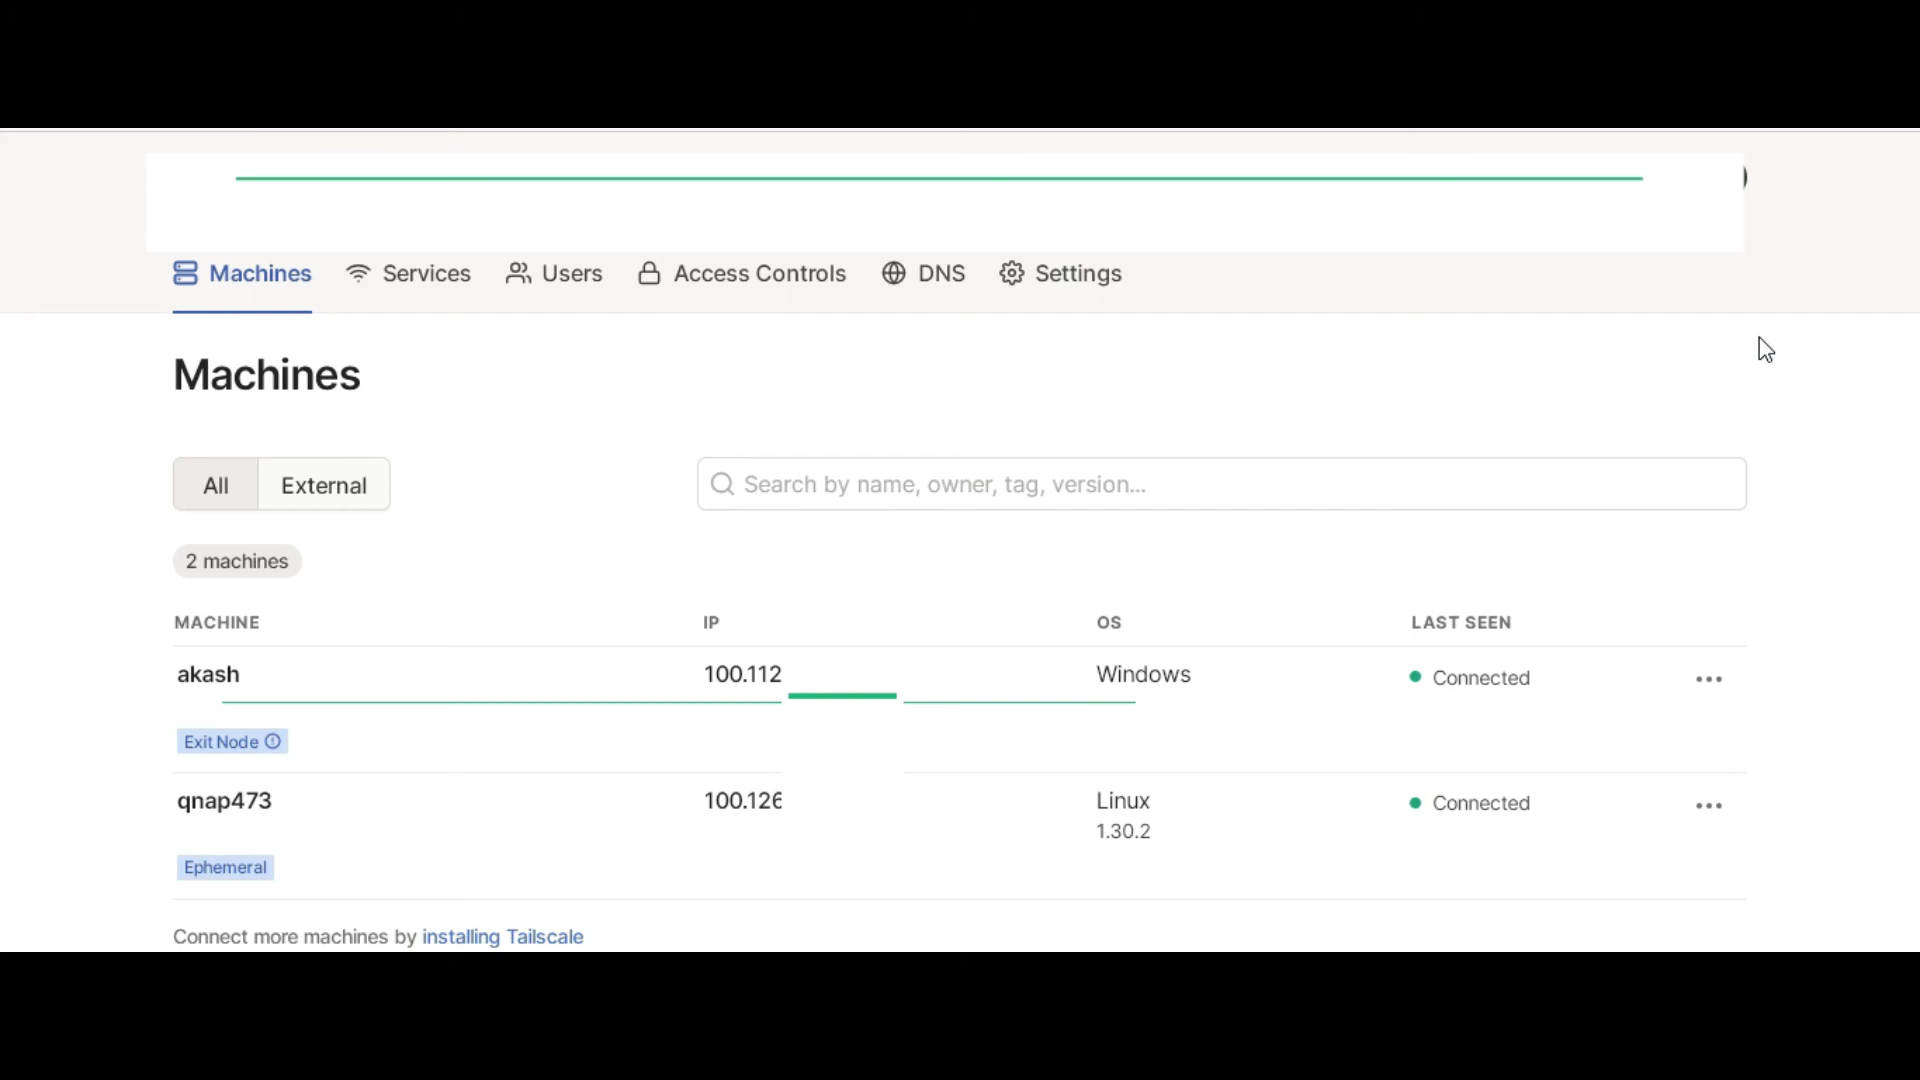 Machines Services Users Access Controls DNS Settings
Machines
All External Search by name, owner, tag, version...
2 machines
MACHINE IP OS LAST SEEN
akash 100.112 Windows Connected
Exit Node
qnap473 100.126 Linux Connected
1.30.2
Ephemeral
Connect more machines by installing Tailscale